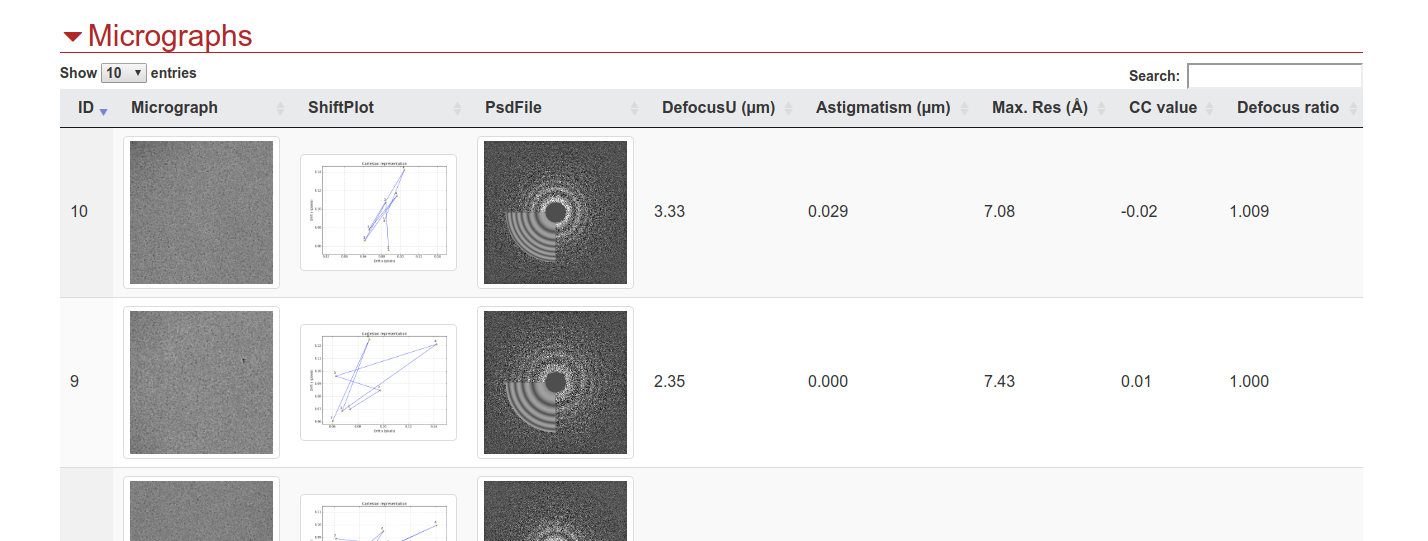 Micrographs
Show 10 entries
Search:
ID Micrograph ShiftPlot PsdFile DefocusU (μm) Astigmatism (μm) Max. Res (Å) CC value Defocus ratio
Cartesian representation
10 3.33 0.029 7.08 -0.02 1.009
Cartesian representation
9 2.35 0.000 7.43 0.01 1.000
Cartesian representation